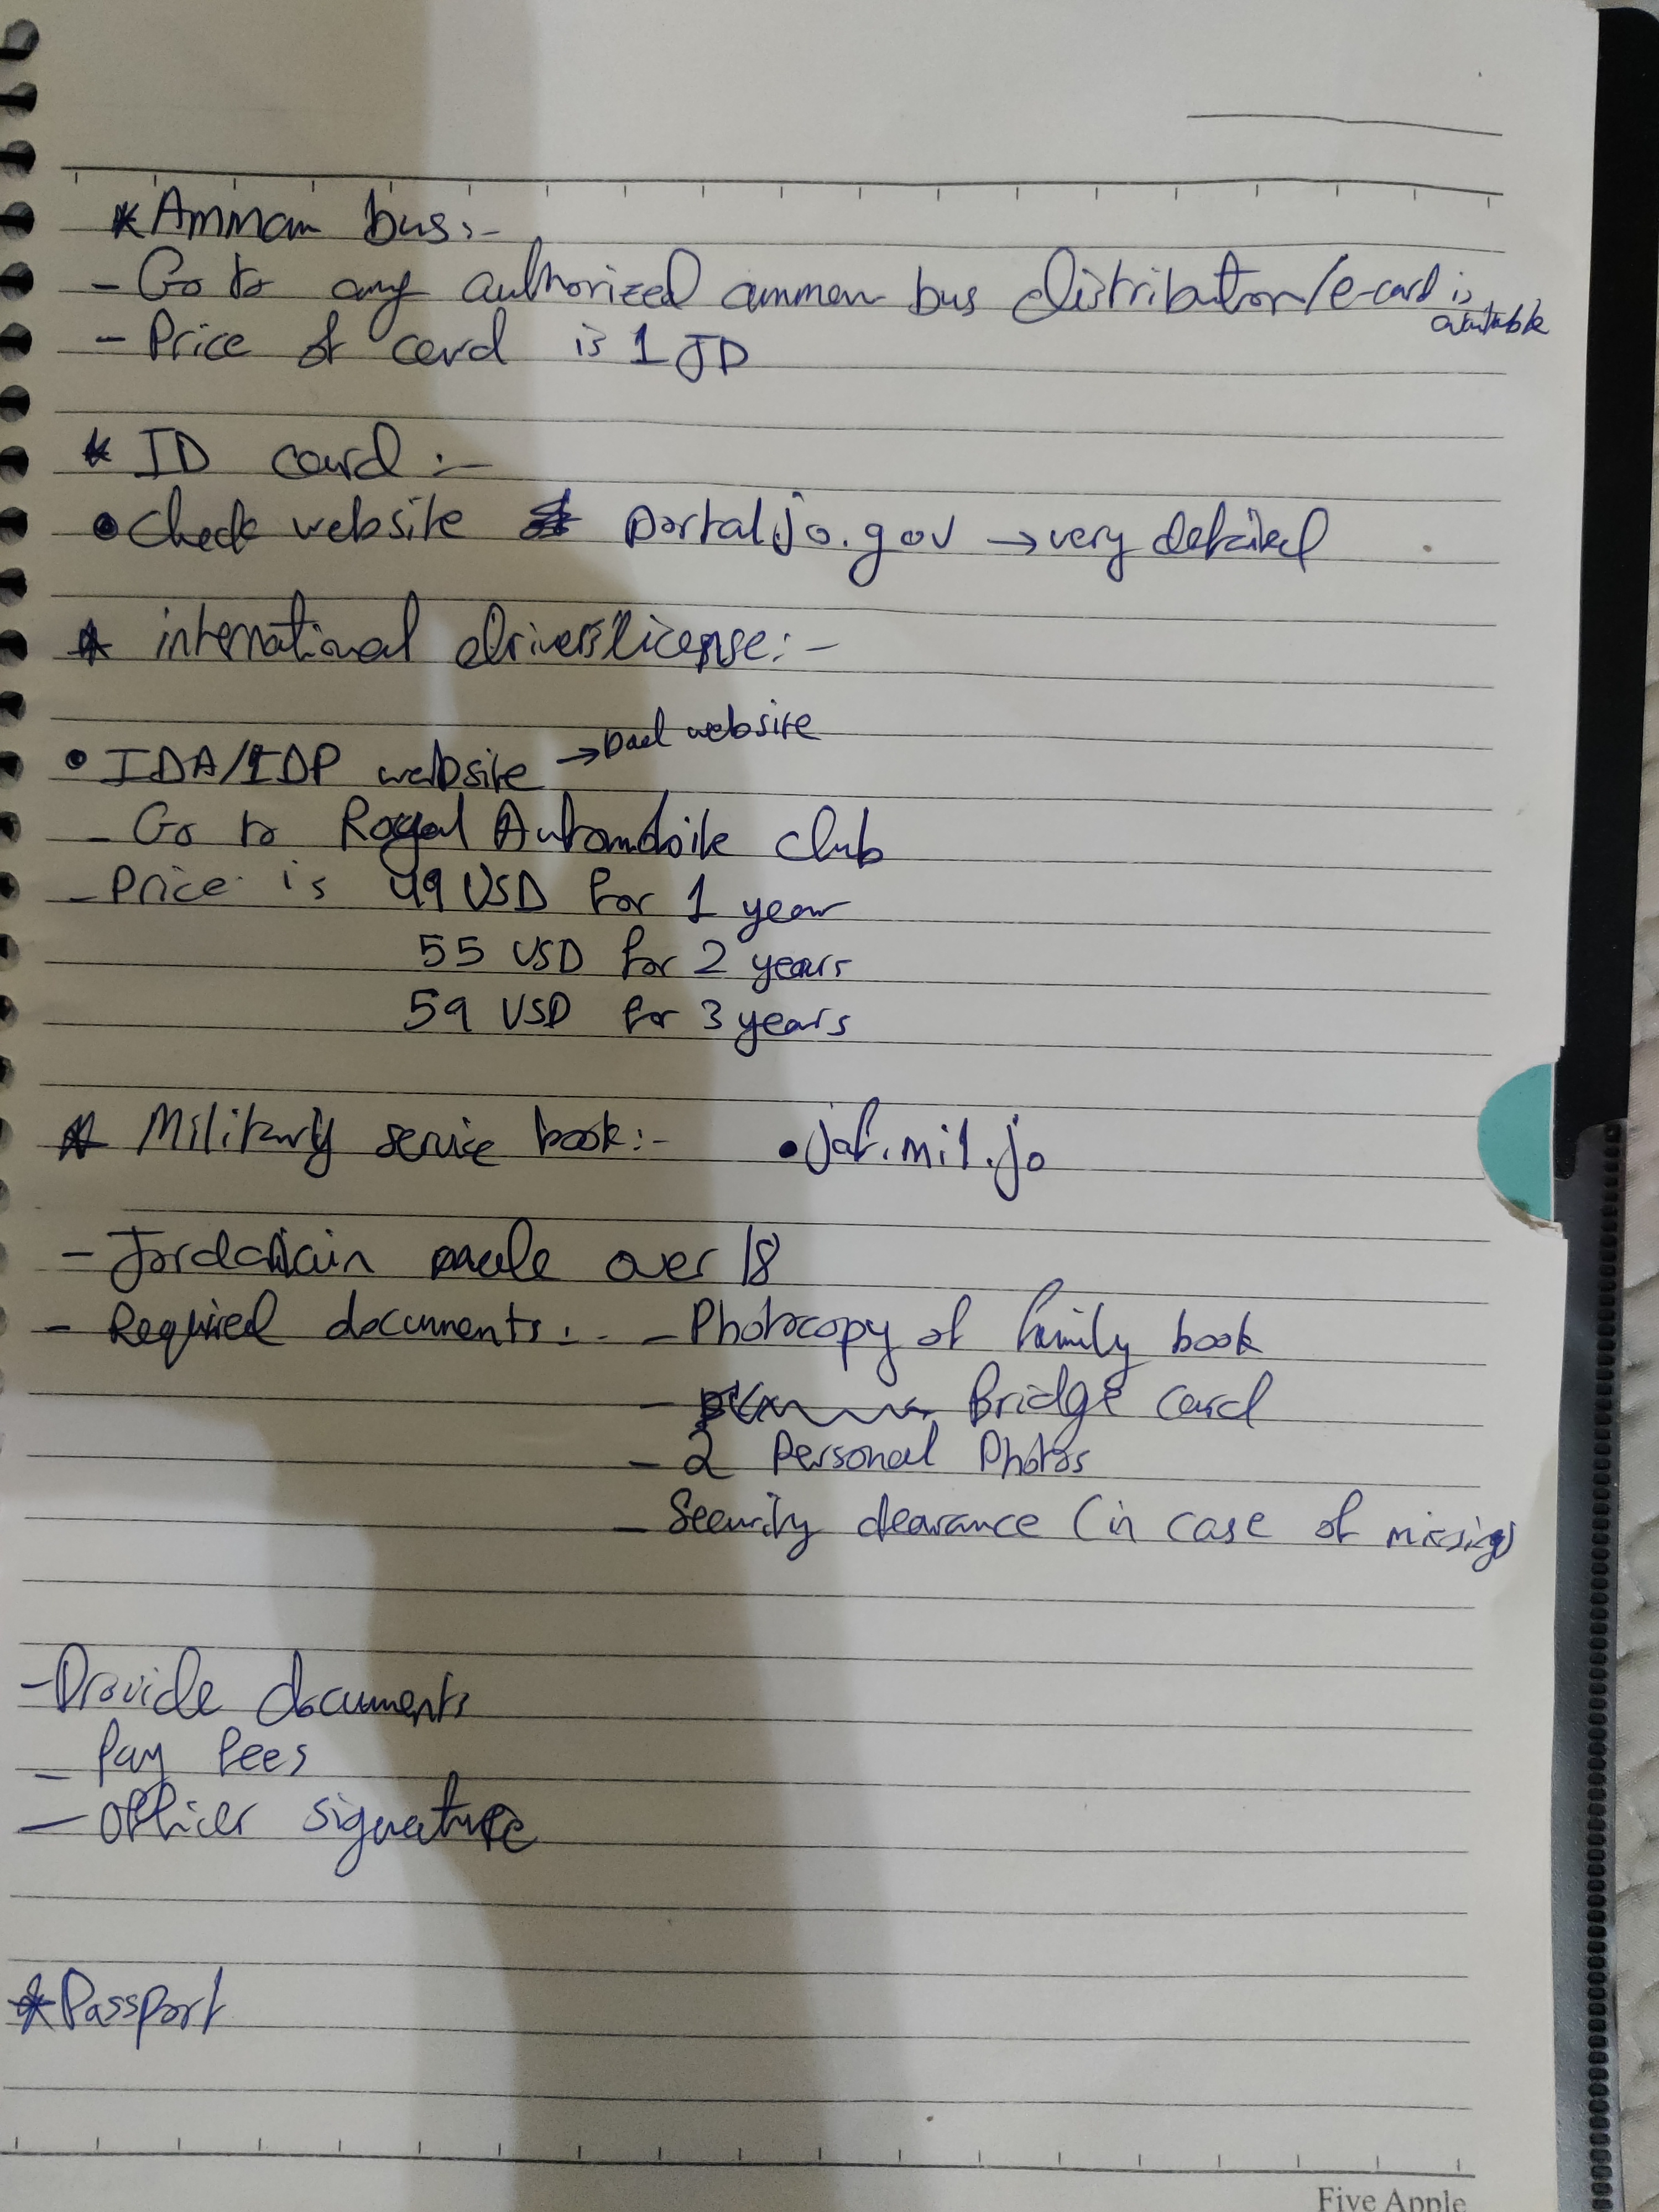 * Amman bus:-
- Go to any authorized amman bus distributor/e-card is available
- Price of card is 1 JD
* ID card :-
• Check website portal.jo.gov → very detailed
* international driver's license:-
• IDA/IDP website → Bad website
- Go to Royal Automobile club
- Price is 49 USD for 1 year
55 USD for 2 years
59 USD for 3 years
* Military service book:- • jaf.mil.jo
- Jordanian male over 18
- Required documents: - Photocopy of family book
- Bridge card
- 2 Personal Photos
- Security clearance (in case of missing)
- Provide documents
- Pay fees
- Officer signature
* Passport
Five Apple